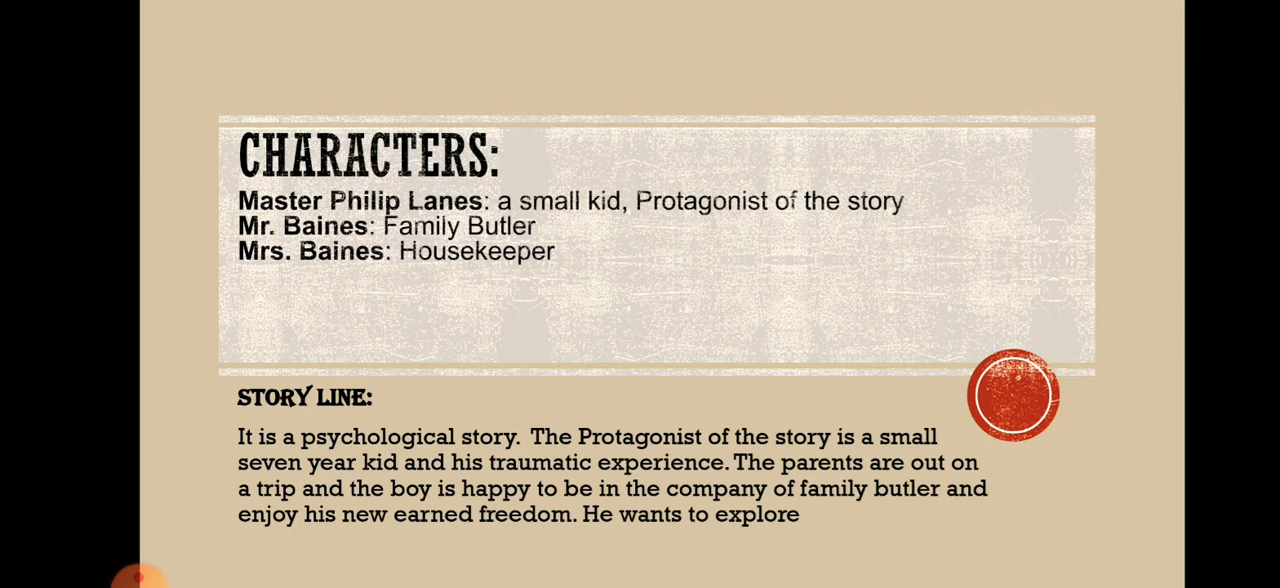 CHARACTERS:
Master Philip Lanes: a small kid, Protagonist of the story
Mr. Baines: Family Butler
Mrs. Baines: Housekeeper
STORY LINE:
It is a psychological story. The Protagonist of the story is a small
seven year kid and his traumatic experience. The parents are out on
a trip and the boy is happy to be in the company of family butler and
enjoy his new earned freedom. He wants to explore